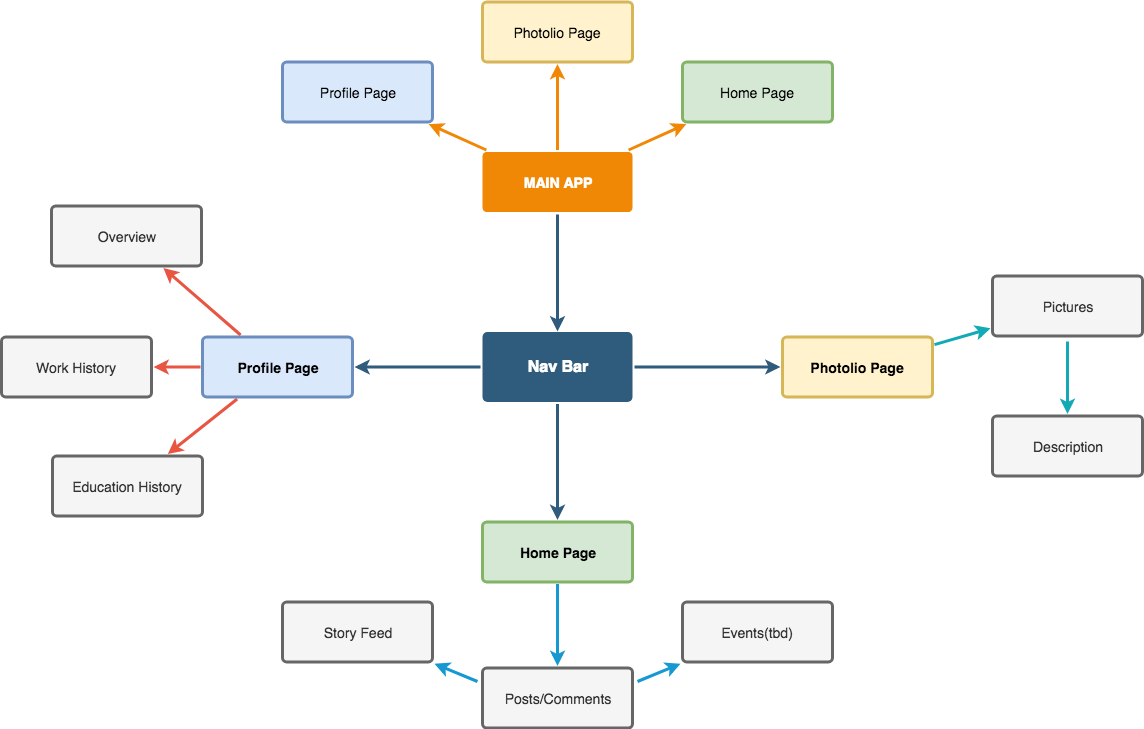 Photolio Page
Profile Page
Home Page
MAIN APP
Overview
Pictures
Work History
Profile Page
Nav Bar
Photolio Page
Description
Education History
Home Page
Story Feed
Events(tbd)
Posts/Comments